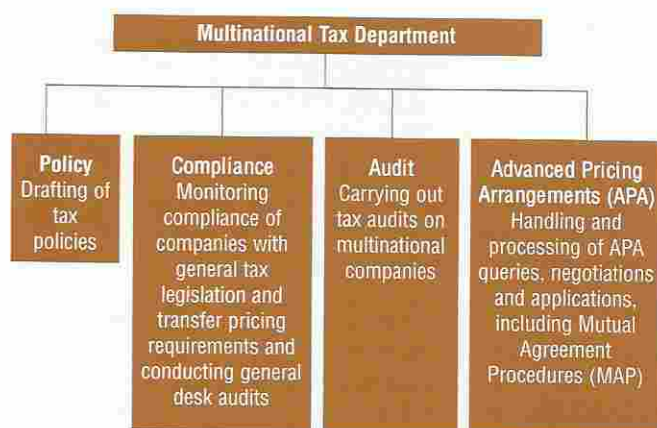 Multinational Tax Department
Policy
Drafting of
tax
policies
Compliance
Monitoring
compliance of
companies with
general tax
legislation and
transfer pricing
requirements and
conducting general
desk audits
Audit
Carrying out
tax audits on
multinational
companies
Advanced Pricing
Arrangements (APA)
Handling and
processing of APA
queries, negotiations
and applications,
including Mutual
Agreement
Procedures (MAP)